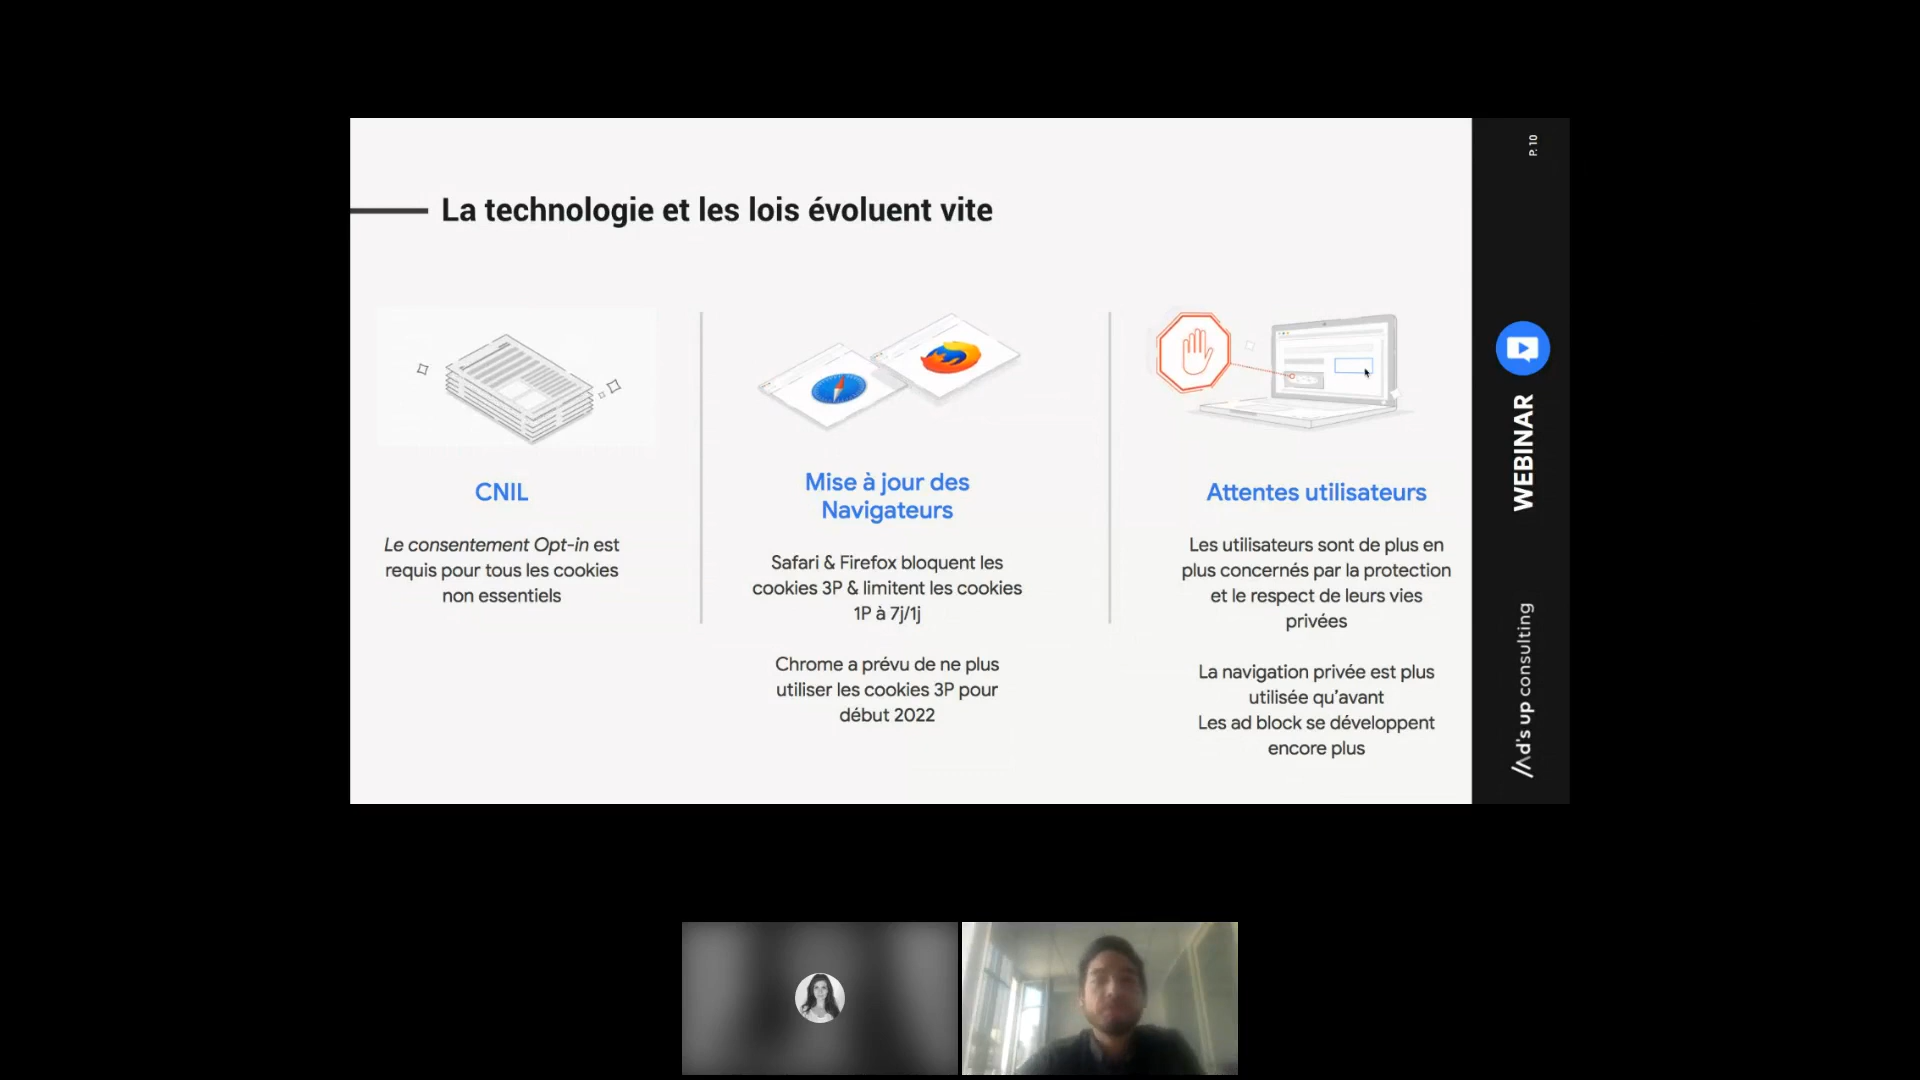 La technologie et les lois évoluent vite
CNIL
Le consentement Opt-in est
requis pour tous les cookies
non essentiels
Mise à jour des
Navigateurs
Safari & Firefox bloquent les
cookies 3P & limitent les cookies
1P à 7j/1j
Chrome a prévu de ne plus
utiliser les cookies 3P pour
début 2022
Attentes utilisateurs
Les utilisateurs sont de plus en
plus concernés par la protection
et le respect de leurs vies
privées
La navigation privée est plus
utilisée qu'avant
Les ad block se développent
encore plus
P. 10
WEBINAR
Ad's up consulting